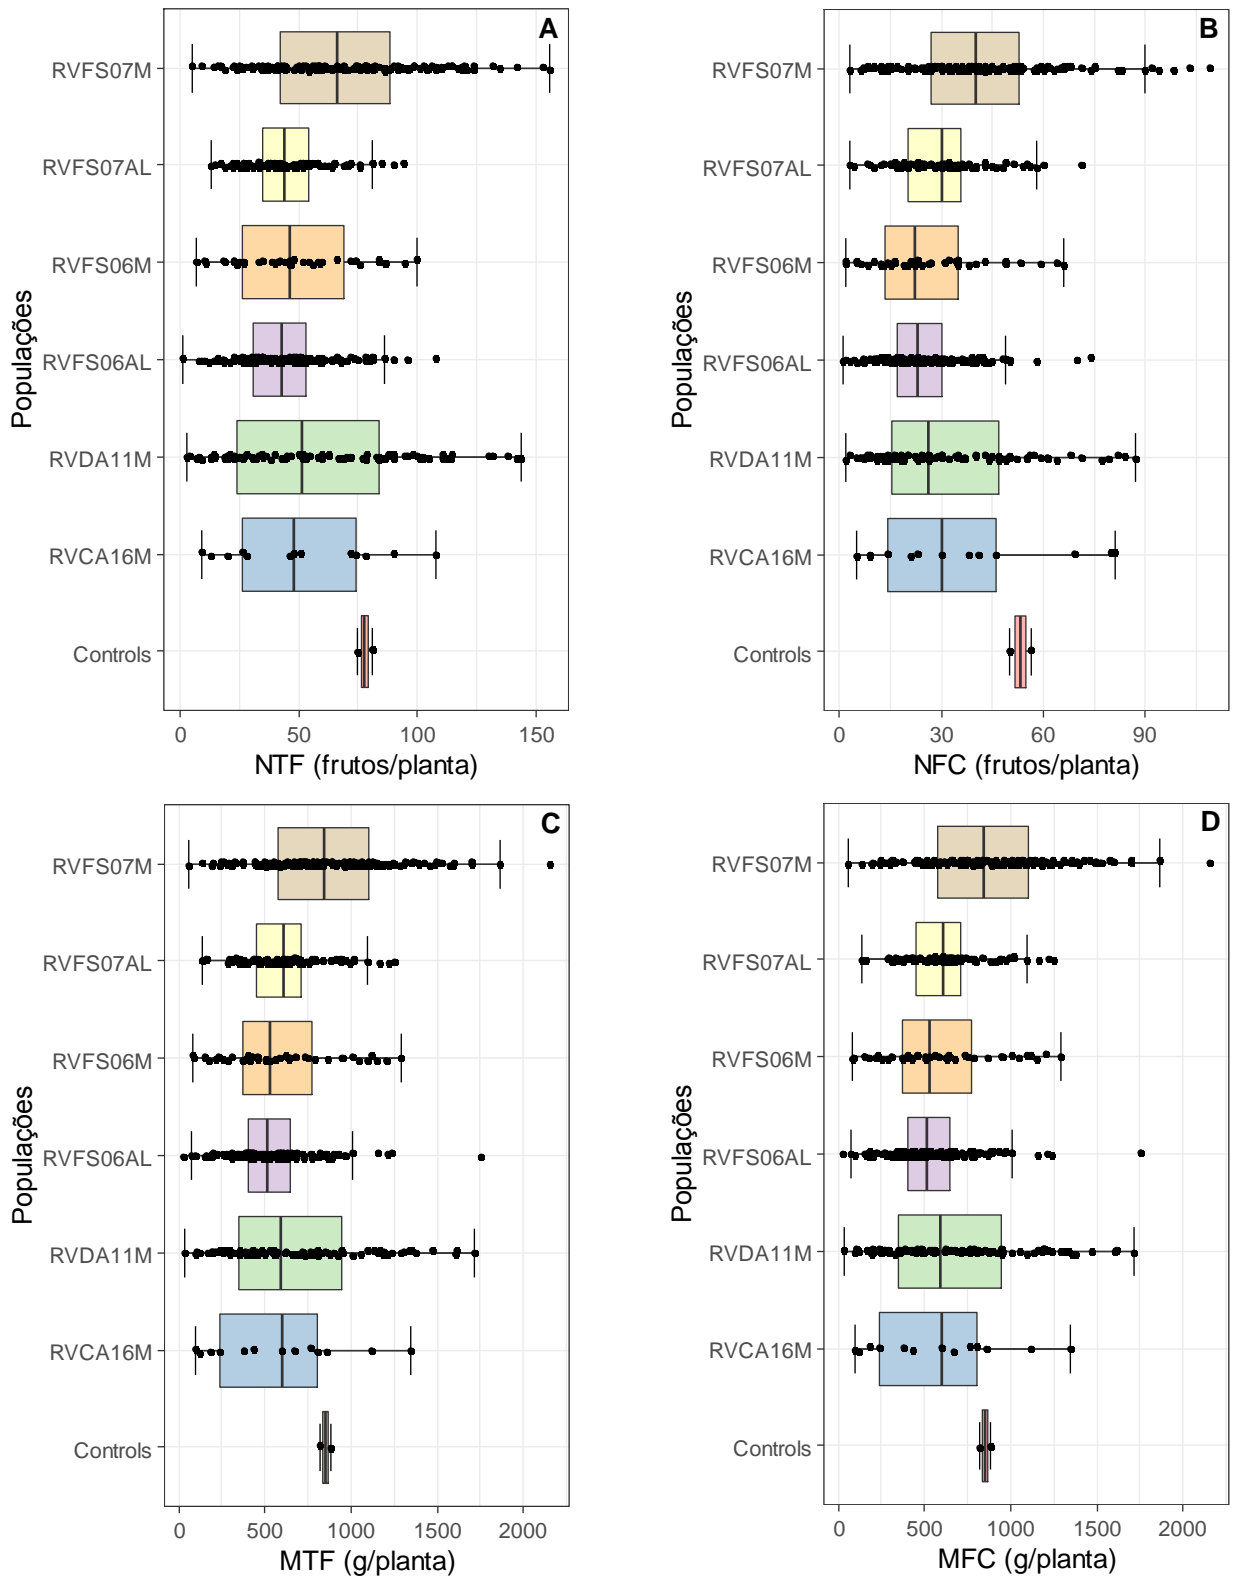 A
RVFS07M
RVFS07AL
RVFS06M
RVFS06AL
RVDA11M
RVCA16M
Controls
Populações
0 50 100 150
NTF (frutos/planta)
B
RVFS07M
RVFS07AL
RVFS06M
RVFS06AL
RVDA11M
RVCA16M
Controls
Populações
0 30 60 90
NFC (frutos/planta)
C
RVFS07M
RVFS07AL
RVFS06M
RVFS06AL
RVDA11M
RVCA16M
Controls
Populações
0 500 1000 1500 2000
MTF (g/planta)
D
RVFS07M
RVFS07AL
RVFS06M
RVFS06AL
RVDA11M
RVCA16M
Controls
Populações
0 500 1000 1500 2000
MFC (g/planta)